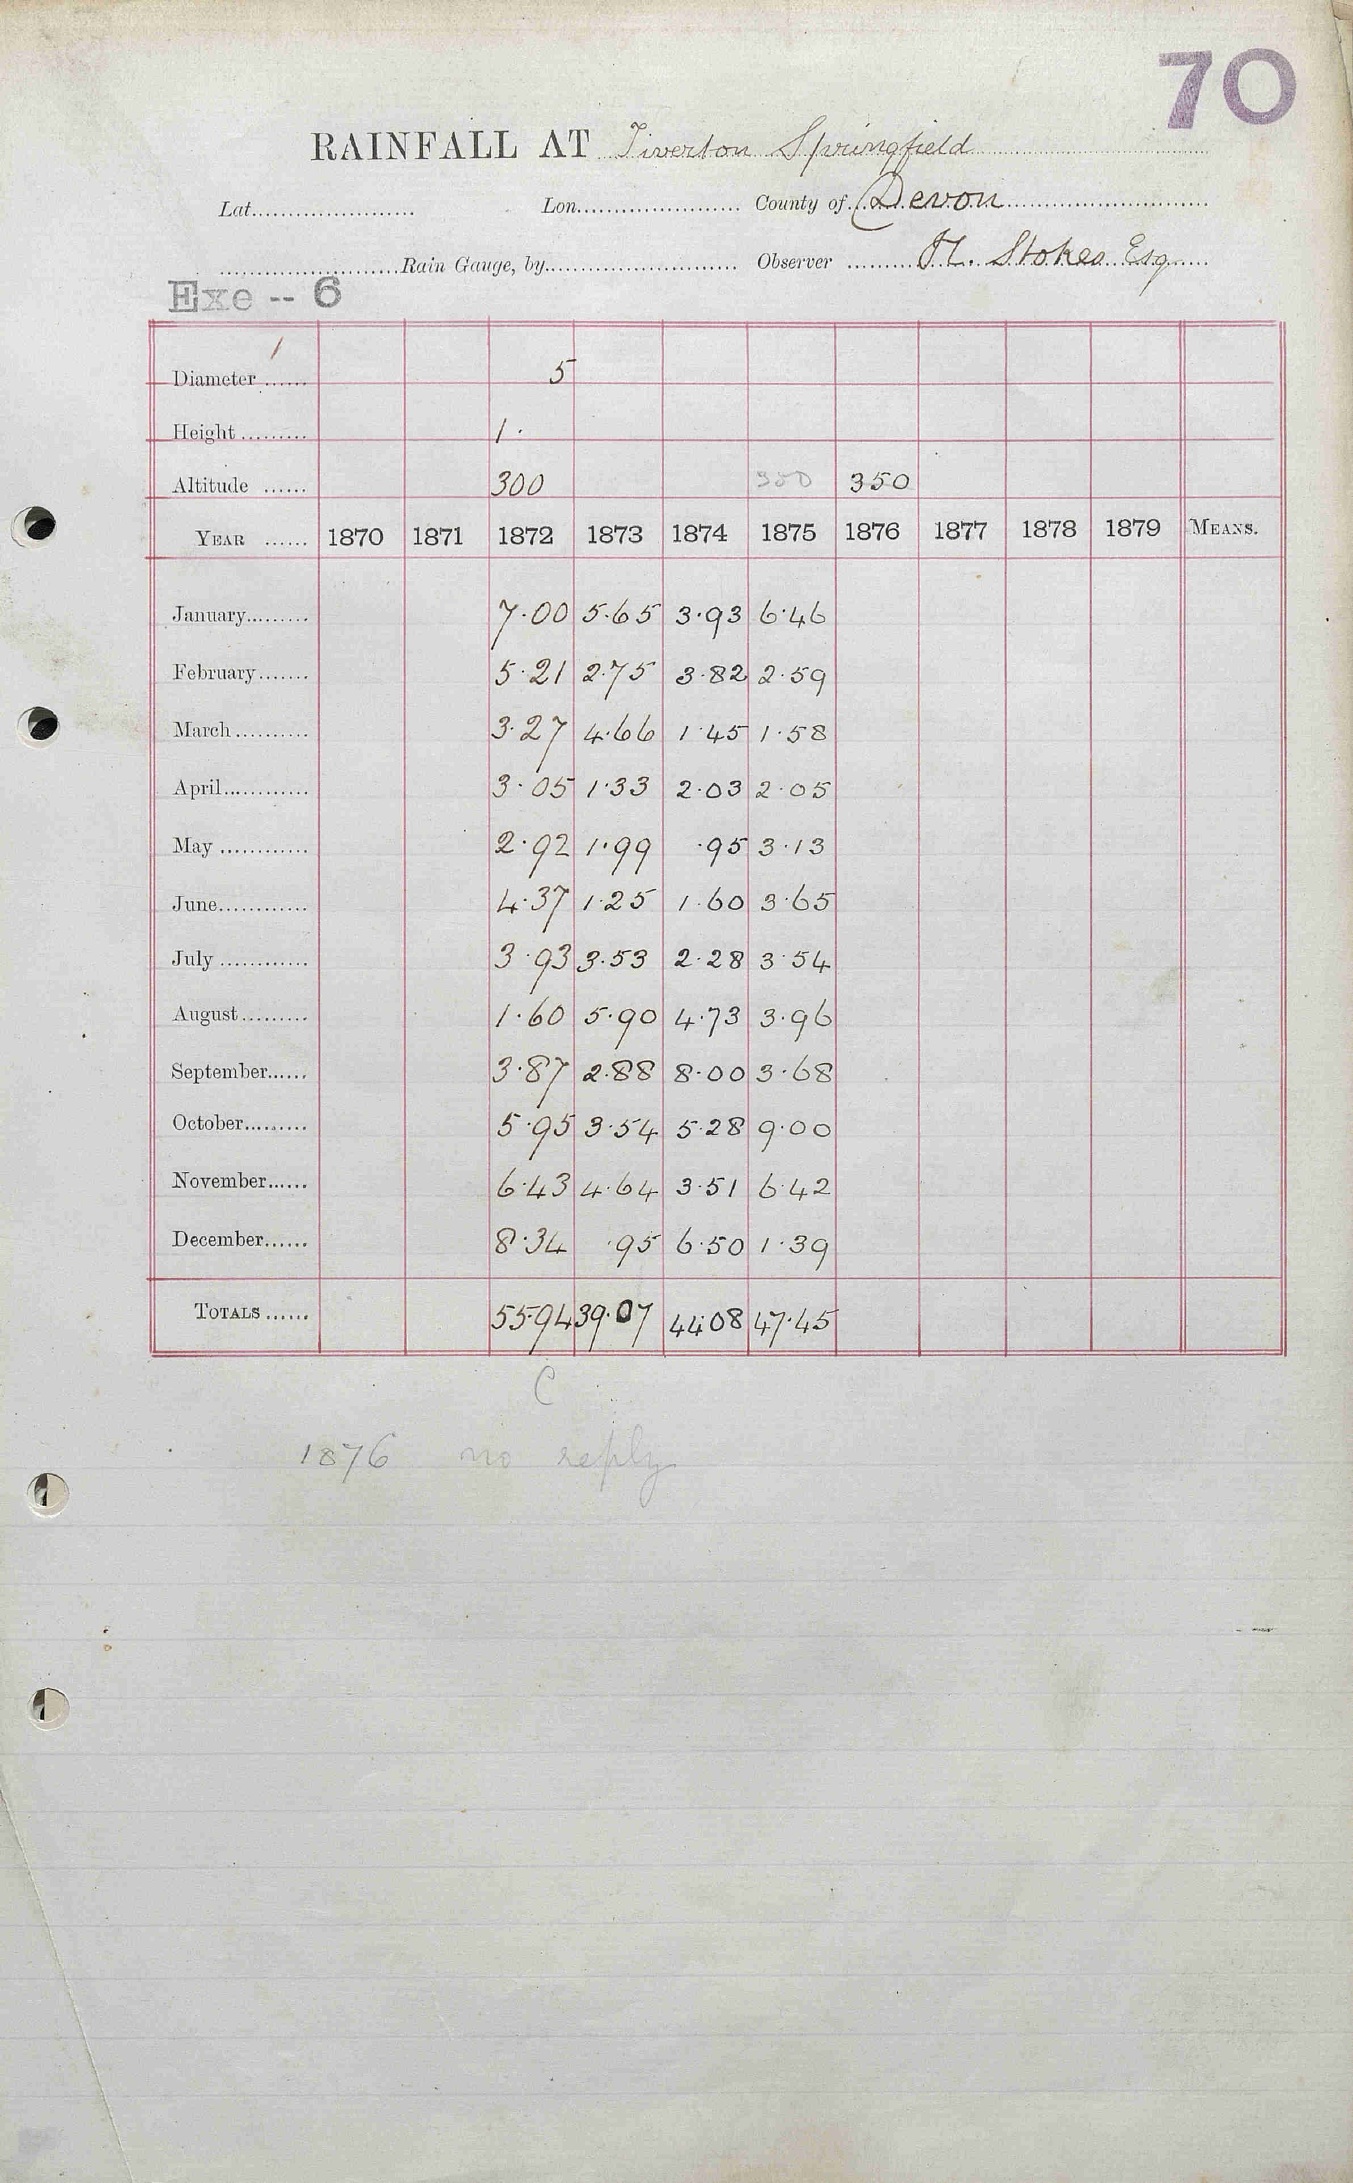 70
RAINFALL AT Tiverton Springfield
Lat. Lon. County of Devon
Rain Gauge, by Observer H. Stokes Esq
Exe -- 6
Diameter 5
Height 1.
Altitude 300 350 350
YEAR 1870 1871 1872 1873 1874 1875 1876 1877 1878 1879 MEANS.
January 7.00 5.65 3.93 6.46
February 5.21 2.75 3.82 2.59
March 3.27 4.66 1.45 1.58
April 3.05 1.33 2.03 2.05
May 2.92 1.99 .95 3.13
June 4.37 1.25 1.60 3.65
July 3.93 3.53 2.28 3.54
August 1.60 5.90 4.73 3.96
September 3.87 2.88 8.00 3.68
October 5.95 3.54 5.28 9.00
November 6.43 4.64 3.51 6.42
December 8.34 .95 6.50 1.39
TOTALS 55.94 39.07 44.08 47.45
C
1876 no reply